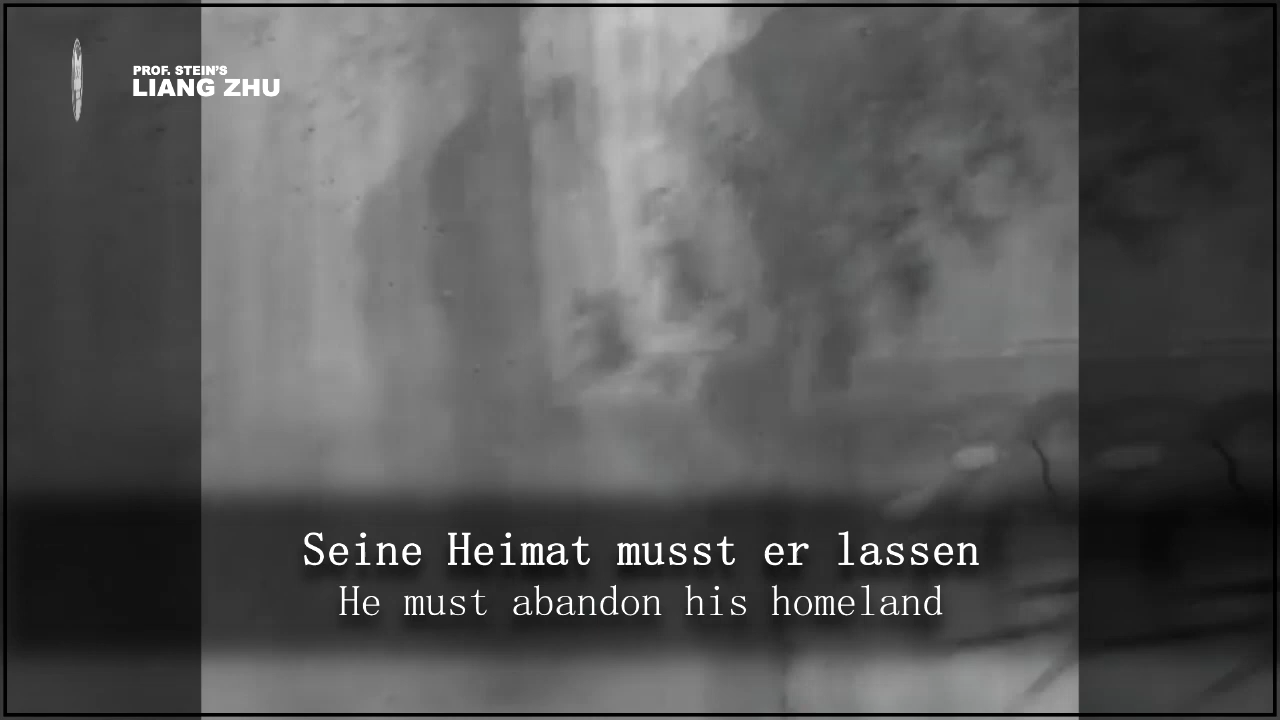 PROF. STEIN'S
LIANG ZHU
Seine Heimat musst er lassen
He must abandon his homeland